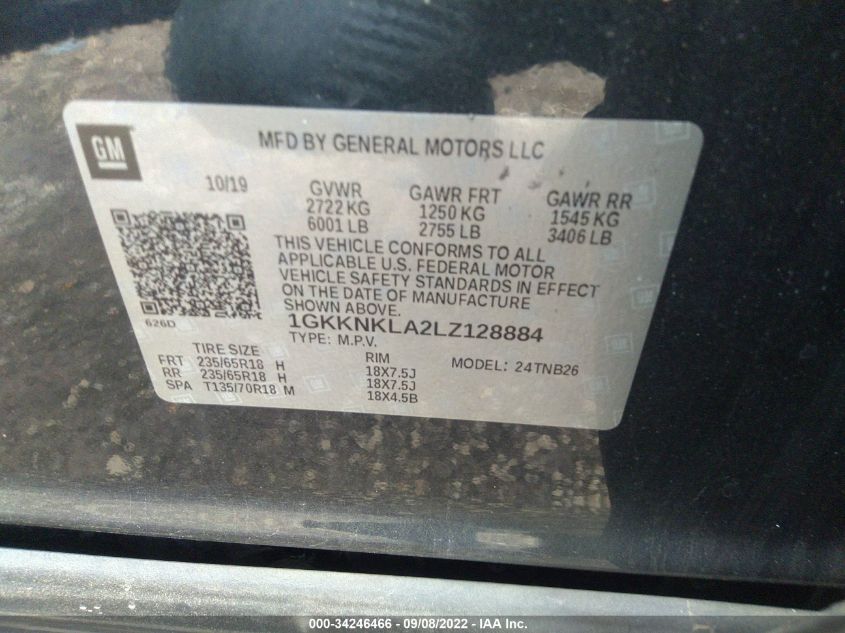 GM
MFD BY GENERAL MOTORS LLC
10/19
GVWR
2722 KG
6001 LB
GAWR FRT
1250 KG
2755 LB
GAWR RR
1545 KG
3406 LB
THIS VEHICLE CONFORMS TO ALL
APPLICABLE U.S. FEDERAL MOTOR
VEHICLE SAFETY STANDARDS IN EFFECT
ON THE DATE OF MANUFACTURE
SHOWN ABOVE.
626D
1GKKNKLA2LZ128884
TYPE: M.P.V.
MODEL: 24TNB26
TIRE SIZE RIM
FRT 235/65R18 H 18X7.5J
RR 235/65R18 H 18X7.5J
SPA T135/70R18 M 18X4.5B
000-34246466 - 09/08/2022 - IAA Inc.